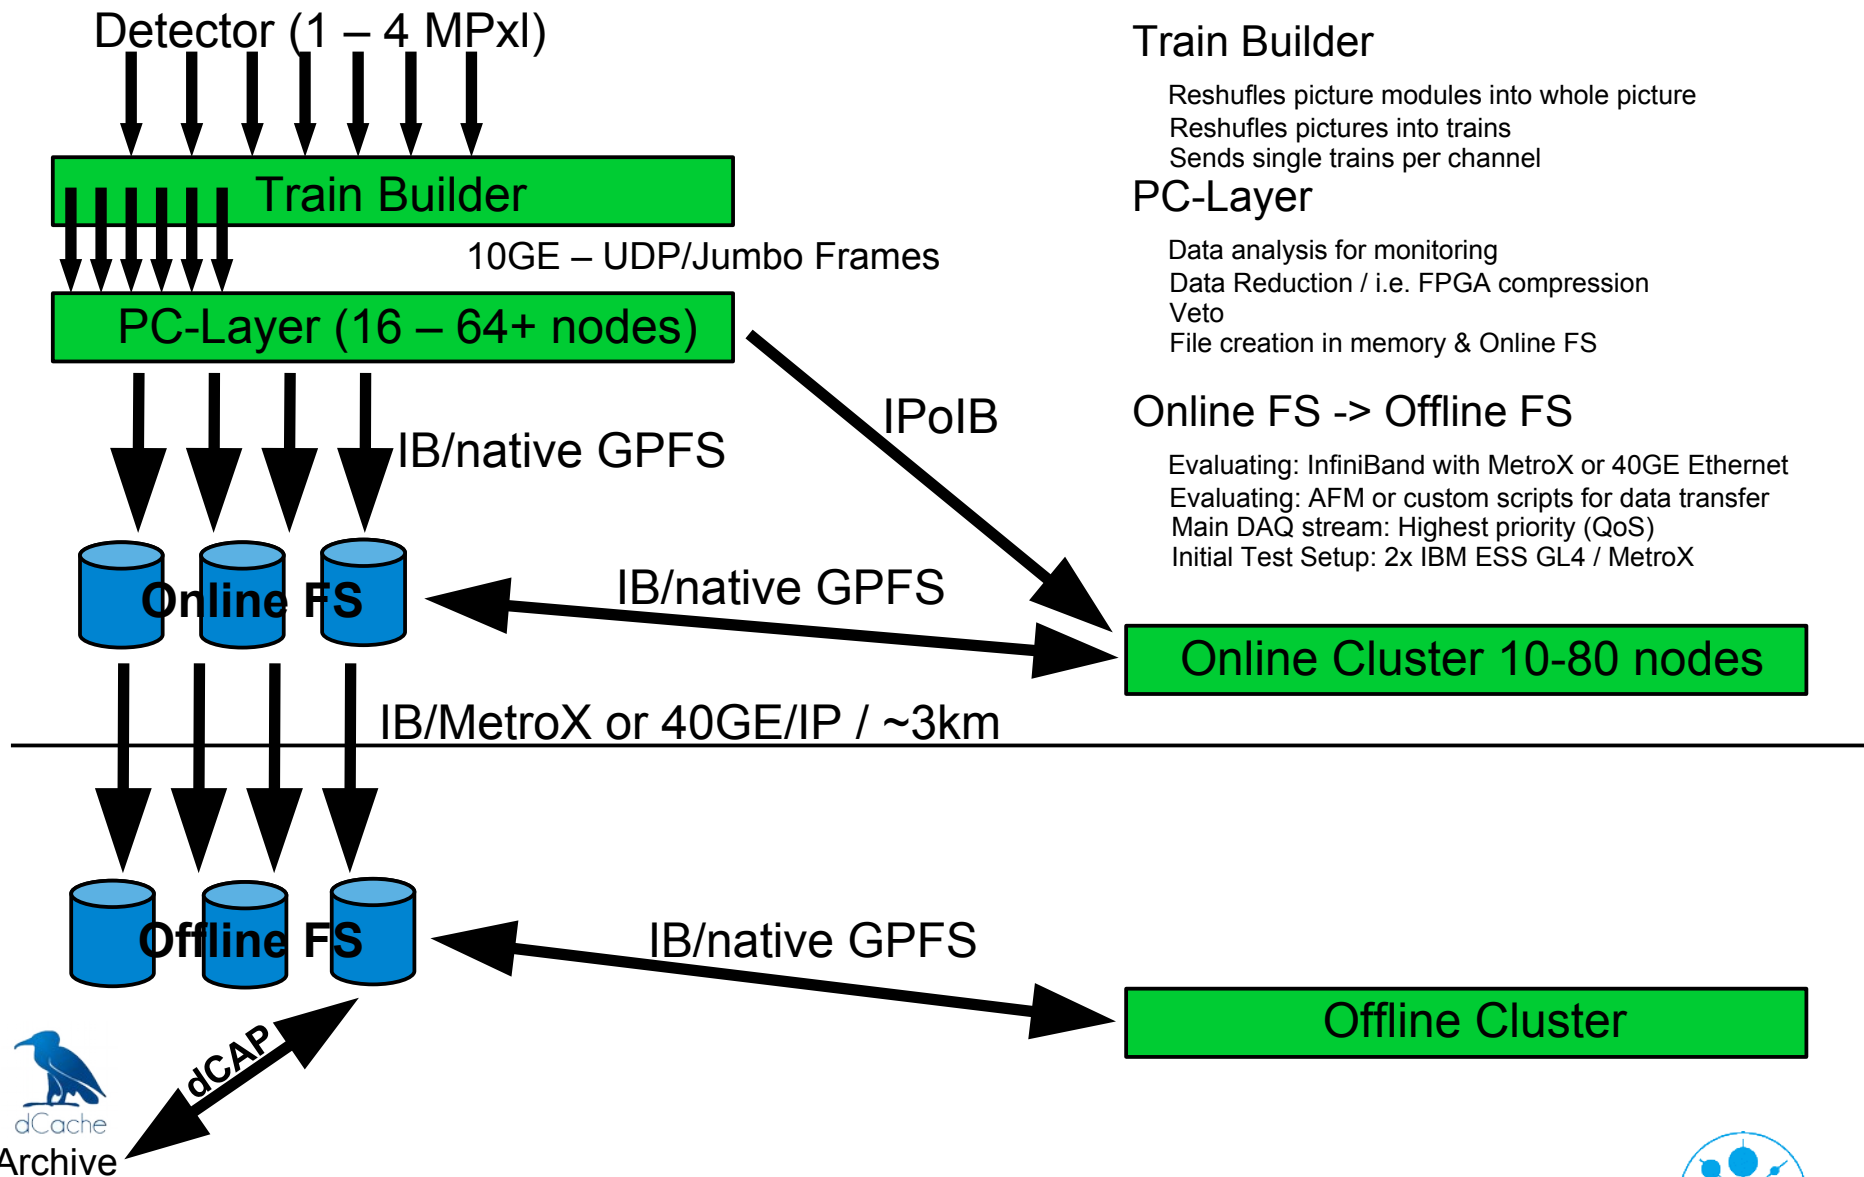 Detector (1 – 4 MPxl)
Train Builder
10GE – UDP/Jumbo Frames
PC-Layer (16 – 64+ nodes)
IB/native GPFS
IPoIB
Online FS
IB/native GPFS
Online Cluster 10-80 nodes
IB/MetroX or 40GE/IP / ~3km
Offline FS
IB/native GPFS
Offline Cluster
dCAP
dCache
Archive
Train Builder
Reshufles picture modules into whole picture
Reshufles pictures into trains
Sends single trains per channel
PC-Layer
Data analysis for monitoring
Data Reduction / i.e. FPGA compression
Veto
File creation in memory & Online FS
Online FS -> Offline FS
Evaluating: InfiniBand with MetroX or 40GE Ethernet
Evaluating: AFM or custom scripts for data transfer
Main DAQ stream: Highest priority (QoS)
Initial Test Setup: 2x IBM ESS GL4 / MetroX